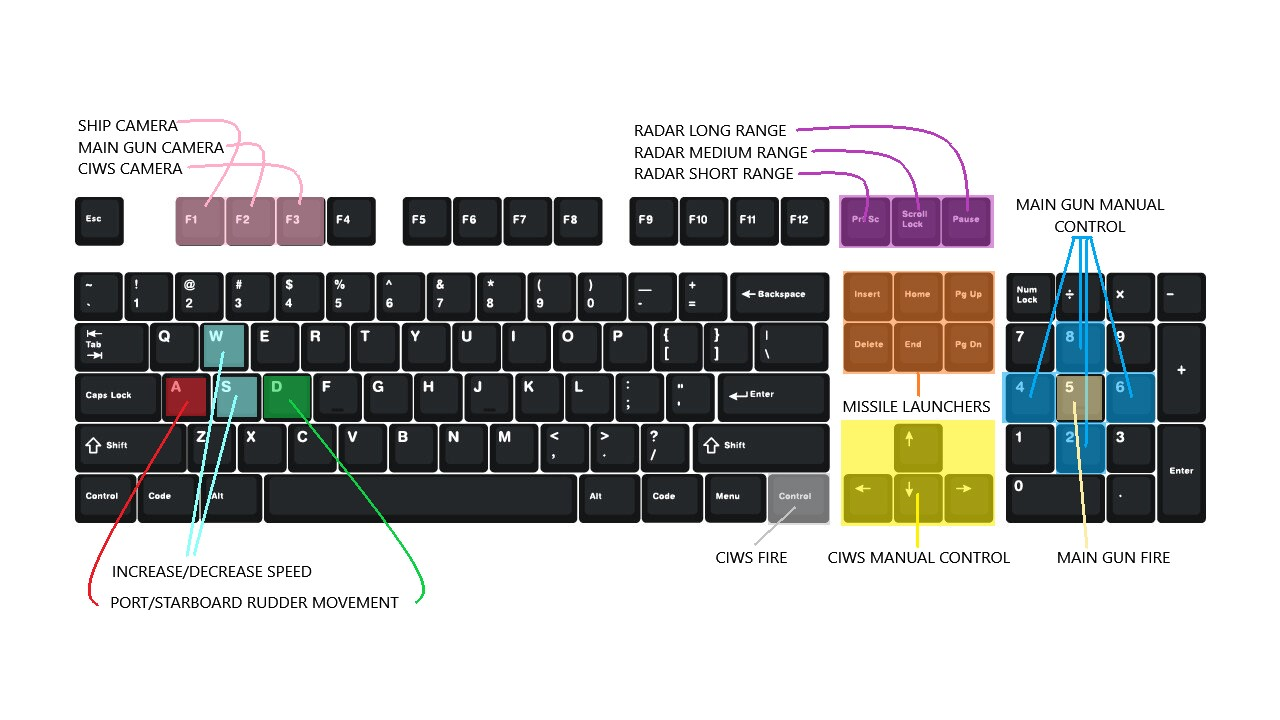 SHIP CAMERA
MAIN GUN CAMERA
CIWS CAMERA
RADAR LONG RANGE
RADAR MEDIUM RANGE
RADAR SHORT RANGE
MAIN GUN MANUAL
CONTROL
Esc F1 F2 F3 F4 F5 F6 F7 F8 F9 F10 F11 F12 Prt Sc Scroll Lock Pause
~ ` ! 1 @ 2 # 3 $ 4 % 5 ^ 6 & 7 * 8 ( 9 ) 0 — - + = ← Backspace Insert Home Pg Up Num Lock ÷ x −
Tab Q W E R T Y U I O P { [ } ] | \ Delete End Pg Dn 7 8 9 +
Caps Lock A S D F G H J K L : ; " ' Enter 4 5 6
MISSILE LAUNCHERS
Shift Z X C V B N M < , > . ? / Shift ↑ 1 2 3 Enter
Control Code Alt Alt Code Menu Control ← ↓ → 0 .
CIWS FIRE
CIWS MANUAL CONTROL
MAIN GUN FIRE
INCREASE/DECREASE SPEED
PORT/STARBOARD RUDDER MOVEMENT